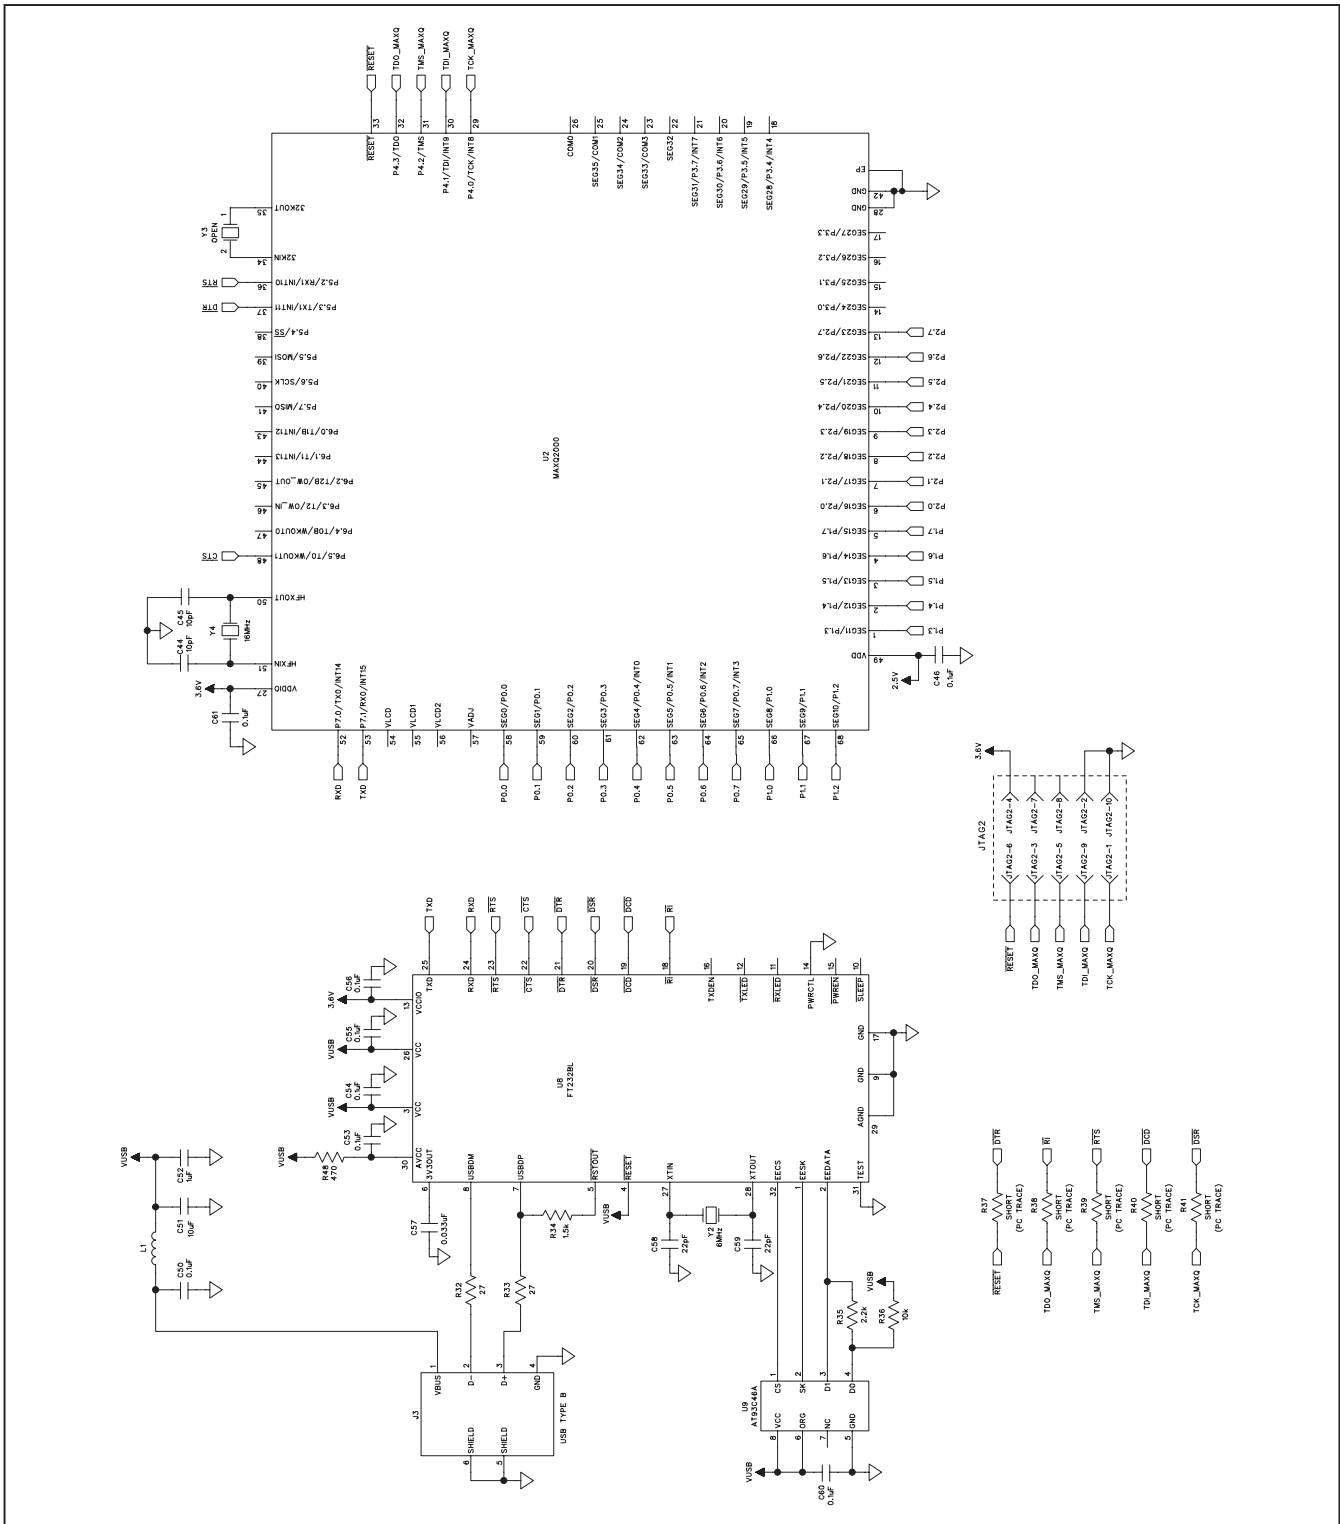 RESET
TDO_MAXQ
TMS_MAXQ
TDI_MAXQ
TCK_MAXQ
33
32
31
30
29
RESET
P4.3/TDO
P4.2/TMS
P4.1/TDI/INT9
P4.0/TCK/INT8
26
25
24
23
22
21
20
19
18
COM0
SEG35/COM1
SEG34/COM2
SEG33/COM3
SEG32
SEG31/P3.7/INT7
SEG30/P3.6/INT6
SEG29/P3.5/INT5
SEG28/P3.4/INT4
EP
GND
42
GND
28
SEG27/P3.3
17
SEG26/P3.2
16
SEG25/P3.1
15
SEG24/P3.0
14
SEG23/P2.7
13
P2.7
SEG22/P2.6
12
P2.6
SEG21/P2.5
11
P2.5
SEG20/P2.4
10
P2.4
SEG19/P2.3
9
P2.3
SEG18/P2.2
8
P2.2
SEG17/P2.1
7
P2.1
SEG16/P2.0
6
P2.0
SEG15/P1.7
5
P1.7
SEG14/P1.6
4
P1.6
SEG13/P1.5
3
P1.5
SEG12/P1.4
2
P1.4
SEG11/P1.3
1
P1.3
VDD
49
2.5V
C46
0.1uF
Y3
OPEN
1
2
35
32KOUT
34
32KIN
RTS
36
P5.2/RX1/INT10
DTR
37
P5.3/TX1/INT11
38
P5.4/SS
39
P5.5/MOSI
40
P5.6/SCLK
41
P5.7/MISO
43
P6.0/T1B/INT12
44
P6.1/T1/INT13
45
P6.2/T2B/OW_OUT
46
P6.3/T2/OW_IN
47
P6.4/T0B/WKOUT0
CTS
48
P6.5/T0/WKOUT1
50
HFXOUT
51
HFXIN
C45
10pF
C44
10pF
Y4
16MHz
3.6V
27
VDDIO
C61
0.1uF
U2
MAXQ2000
P7.0/TX0/INT14
P7.1/RX0/INT15
VLCD
VLCD1
VLCD2
VADJ
SEG0/P0.0
SEG1/P0.1
SEG2/P0.2
SEG3/P0.3
SEG4/P0.4/INT0
SEG5/P0.5/INT1
SEG6/P0.6/INT2
SEG7/P0.7/INT3
SEG8/P1.0
SEG9/P1.1
SEG10/P1.2
52
53
54
55
56
57
58
59
60
61
62
63
64
65
66
67
68
RXD
TXD
P0.0
P0.1
P0.2
P0.3
P0.4
P0.5
P0.6
P0.7
P1.0
P1.1
P1.2
3.6V
JTAG2
JTAG2-4
JTAG2-7
JTAG2-8
JTAG2-2
JTAG2-10
JTAG2-6
JTAG2-3
JTAG2-5
JTAG2-9
JTAG2-1
RESET
TDO_MAXQ
TMS_MAXQ
TDI_MAXQ
TCK_MAXQ
TXD
RXD
RTS
CTS
DTR
DSR
DCD
RI
25
24
23
22
21
20
19
18
16
12
11
14
15
10
TXD
RXD
RTS
CTS
DTR
DSR
DCD
RI
TXDEN
TXLED
RXLED
PWRCTL
PWREN
SLEEP
C56
0.1uF
3.6V
13
VCCIO
C55
0.1uF
VUSB
26
VCC
C54
0.1uF
VUSB
3
VCC
C53
0.1uF
VUSB
R48
470
30
AVCC
U8
FT232BL
GND
17
GND
9
AGND
29
3V3OUT
USBDM
USBDP
RSTOUT
RESET
XTIN
XTOUT
EECS
EESK
EEDATA
TEST
6
8
7
5
4
27
28
32
1
2
31
VUSB
C52
1uF
C51
10uF
C50
0.1uF
L1
C57
0.033uF
R34
1.5k
VUSB
C58
22pF
Y2
6MHz
C59
22pF
R32
27
R33
27
R35
2.2k
R36
10k
VUSB
1
2
3
4
VBUS
D-
D+
GND
J3
USB TYPE B
SHIELD
SHIELD
6
5
1
2
3
4
CS
SK
D1
D0
U9
AT93C46A
VCC
ORG
NC
GND
8
6
7
5
VUSB
C60
0.1uF
DTR
RI
RTS
DCD
DSR
R37
SHORT
(PC TRACE)
R38
SHORT
(PC TRACE)
R39
SHORT
(PC TRACE)
R40
SHORT
(PC TRACE)
R41
SHORT
(PC TRACE)
RESET
TDO_MAXQ
TMS_MAXQ
TDI_MAXQ
TCK_MAXQ